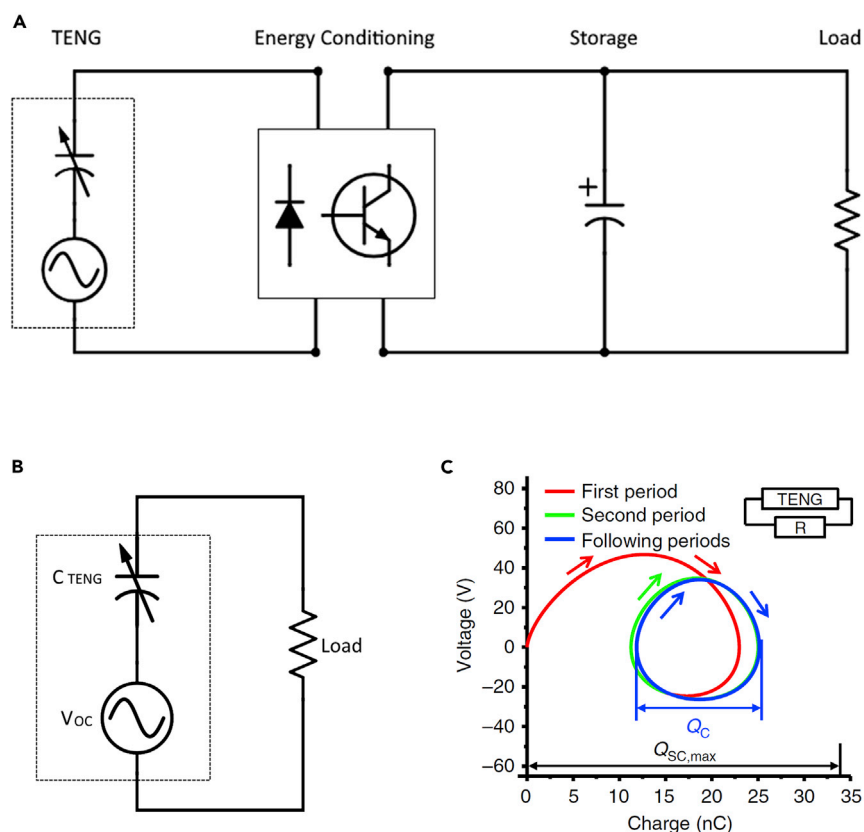 A
TENG
Energy Conditioning
Storage
Load
+
B
C TENG
VOC
Load
C
80
60
40
20
0
−20
−40
−60
Voltage (V)
First period
Second period
Following periods
TENG
R
QC
QSC,max
0
5
10
15
20
25
30
35
Charge (nC)